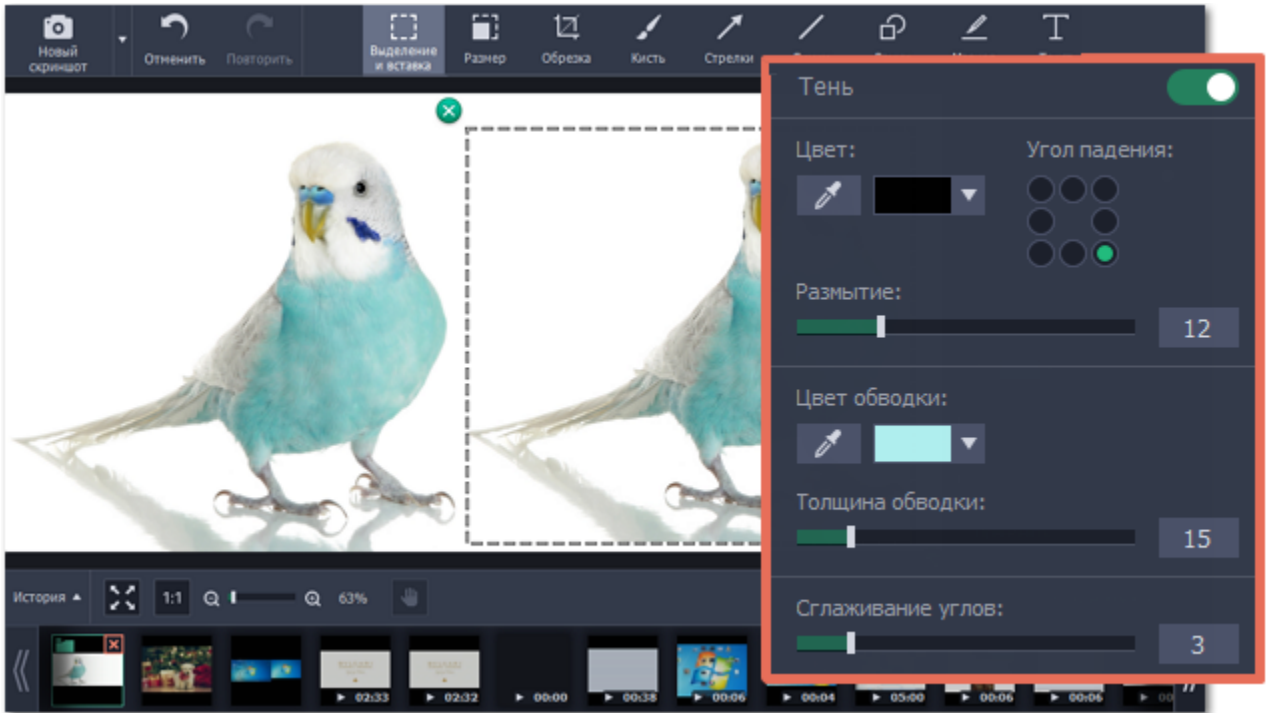 Новый
скриншот
Отменить
Повторить
Выделение
и вставка
Размер
Обрезка
Кисть
Стрелки
Тень
Цвет:
Угол падения:
Размытие:
12
Цвет обводки:
Толщина обводки:
15
Сглаживание углов:
3
История
1:1
63%
02:33
02:32
00:00
00:38
00:06
00:04
05:00
00:06
00:06
00